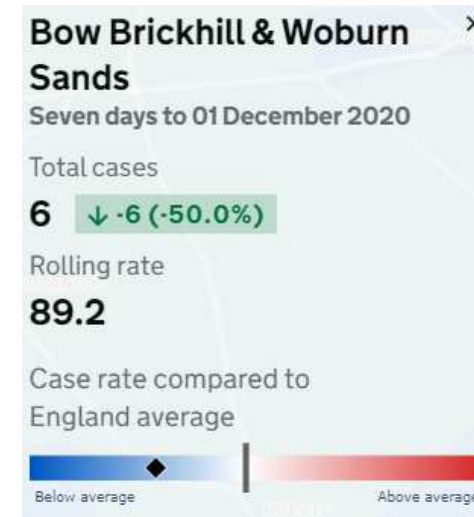 Bow Brickhill & Woburn
Sands
Seven days to 01 December 2020
Total cases
6 ↓ -6 (-50.0%)
Rolling rate
89.2
Case rate compared to
England average
Below average Above average